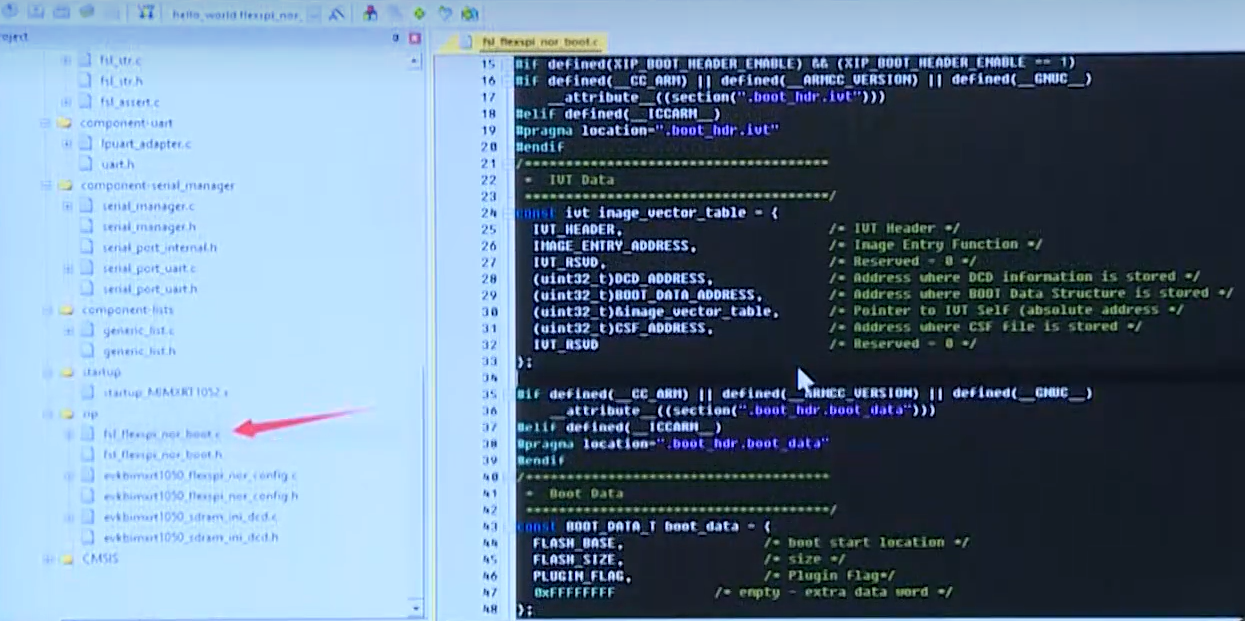 hello_world flexspi_nor_
roject
fsl_str.c
fsl_str.h
fsl_assert.c
component-uart
lpuart_adapter.c
uart.h
component-serial_manager
serial_manager.c
serial_manager.h
serial_port_internal.h
serial_port_uart.c
serial_port_uart.h
component-lists
generic_list.c
generic_list.h
startup
startup_MIMXRT1052.s
xip
fsl_flexspi_nor_boot.c
fsl_flexspi_nor_boot.h
evkbimxrt1050_flexspi_nor_config.c
evkbimxrt1050_flexspi_nor_config.h
evkbimxrt1050_sdram_ini_dcd.c
evkbimxrt1050_sdram_ini_dcd.h
CMSIS
fsl_flexspi_nor_boot.c
15 #if defined(XIP_BOOT_HEADER_ENABLE) && (XIP_BOOT_HEADER_ENABLE == 1)
16 #if defined(__CC_ARM) || defined(__ARMCC_VERSION) || defined(__GNUC__)
17 __attribute__((section(".boot_hdr.ivt")))
18 #elif defined(__ICCARM__)
19 #pragma location=".boot_hdr.ivt"
20 #endif
21 /*************************************
22 * IVT Data
23 *************************************/
24 const ivt image_vector_table = {
25 IVT_HEADER, /* IVT Header */
26 IMAGE_ENTRY_ADDRESS, /* Image Entry Function */
27 IVT_RSVD, /* Reserved = 0 */
28 (uint32_t)DCD_ADDRESS, /* Address where DCD information is stored */
29 (uint32_t)BOOT_DATA_ADDRESS, /* Address where BOOT Data Structure is stored */
30 (uint32_t)&image_vector_table, /* Pointer to IVT Self (absolute address */
31 (uint32_t)CSF_ADDRESS, /* Address where CSF file is stored */
32 IVT_RSVD /* Reserved = 0 */
33 };
34
35 #if defined(__CC_ARM) || defined(__ARMCC_VERSION) || defined(__GNUC__)
36 __attribute__((section(".boot_hdr.boot_data")))
37 #elif defined(__ICCARM__)
38 #pragma location=".boot_hdr.boot_data"
39 #endif
40 /*************************************
41 * Boot Data
42 *************************************/
43 const BOOT_DATA_T boot_data = {
44 FLASH_BASE, /* boot start location */
45 FLASH_SIZE, /* size */
46 PLUGIN_FLAG, /* Plugin flag*/
47 0xFFFFFFFF /* empty - extra data word */
48 };